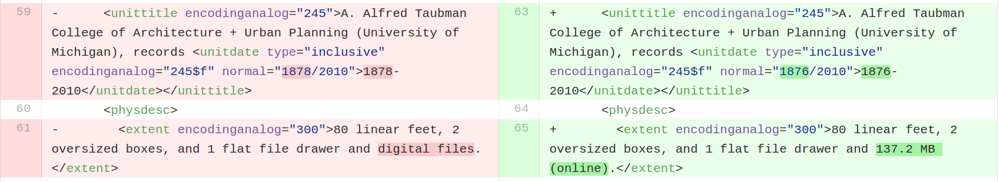 59 -      <unittitle encodinganalog="245">A. Alfred Taubman
College of Architecture + Urban Planning (University of
Michigan), records <unitdate type="inclusive"
encodinganalog="245$f" normal="1878/2010">1878-
2010</unitdate></unittitle>
60        <physdesc>
61 -        <extent encodinganalog="300">80 linear feet, 2
oversized boxes, and 1 flat file drawer and digital files.
</extent>
63 +      <unittitle encodinganalog="245">A. Alfred Taubman
College of Architecture + Urban Planning (University of
Michigan), records <unitdate type="inclusive"
encodinganalog="245$f" normal="1876/2010">1876-
2010</unitdate></unittitle>
64        <physdesc>
65 +        <extent encodinganalog="300">80 linear feet, 2
oversized boxes, and 1 flat file drawer and 137.2 MB
(online).</extent>